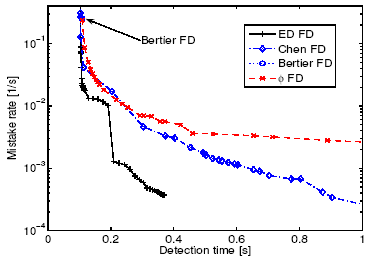 ED FD
Chen FD
Bertier FD
φ FD
Bertier FD
Mistake rate [1/s]
10^-1
10^-2
10^-3
10^-4
0 0.2 0.4 0.6 0.8 1
Detection time [s]